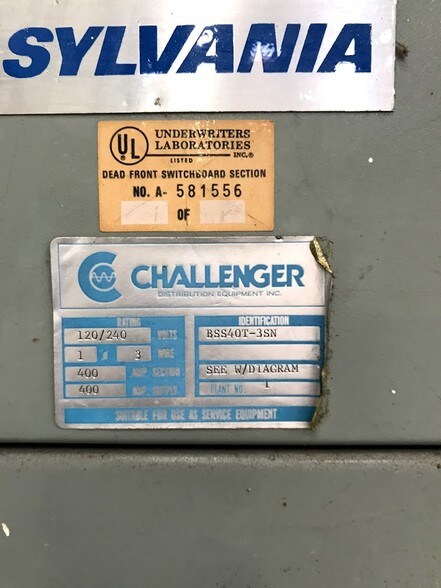 SYLVANIA
UL
UNDERWRITERS
LABORATORIES
LISTED INC.®
DEAD FRONT SWITCHBOARD SECTION
NO. A- 581556
OF
CHALLENGER
DISTRIBUTION EQUIPMENT INC.
RATING IDENTIFICATION
120/240 VOLTS BSS40T-3SN
1 ø 3 WIRE
400 AMP SECTION SEE W/DIAGRAM
400 AMP SUPPLY PLANT NO. 1
SUITABLE FOR USE AS SERVICE EQUIPMENT